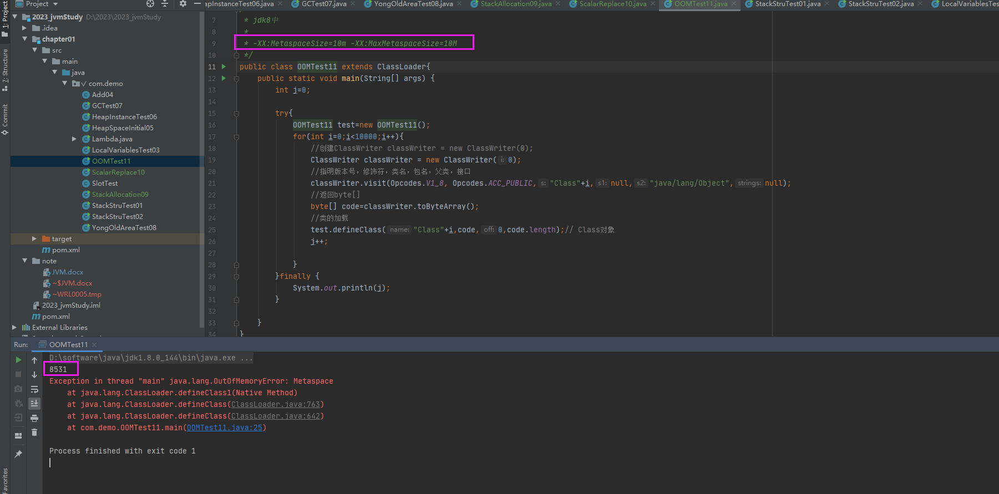 Project
apInstanceTest06.java
GCTest07.java
YongOldAreaTest08.java
StackAllocation09.java
ScalarReplace10.java
OOMTest11.java
StackStruTest01.java
StackStruTest02.java
LocalVariablesTes
1: Project
7: Structure
Commit
Favorites
2023_jvmStudy D:\2023\2023_jvmStudy
.idea
chapter01
src
main
java
com.demo
Add04
GCTest07
HeapInstanceTest06
HeapSpaceInitial05
Lambda.java
LocalVariablesTest03
OOMTest11
ScalarReplace10
SlotTest
StackAllocation09
StackStruTest01
StackStruTest02
YongOldAreaTest08
target
pom.xml
note
JVM.docx
~$JVM.docx
~WRL0005.tmp
2023_jvmStudy.iml
pom.xml
External Libraries
7 * jdk8中
8 *
9 * -XX:MetaspaceSize=10m -XX:MaxMetaspaceSize=10M
10 */
11 public class OOMTest11 extends ClassLoader{
12 public static void main(String[] args) {
13 int j=0;
14
15 try{
16 OOMTest11 test=new OOMTest11();
17 for(int i=0;i<10000;i++){
18 //创建ClassWriter classWriter = new ClassWriter(0);
19 ClassWriter classWriter = new ClassWriter( i: 0);
20 //指明版本号，修饰符，类名，包名，父类，接口
21 classWriter.visit(Opcodes.V1_8, Opcodes.ACC_PUBLIC, s: "Class"+i, s1: null, s2: "java/lang/Object", strings: null);
22 //返回byte[]
23 byte[] code=classWriter.toByteArray();
24 //类的加载
25 test.defineClass( name: "Class"+i,code, off: 0,code.length);// Class对象
26 j++;
27
28 }
29 }finally {
30 System.out.println(j);
31 }
32
33 }
34 }
Run: OOMTest11
D:\software\java\jdk1.8.0_144\bin\java.exe ...
8531
Exception in thread "main" java.lang.OutOfMemoryError: Metaspace
at java.lang.ClassLoader.defineClass1(Native Method)
at java.lang.ClassLoader.defineClass(ClassLoader.java:763)
at java.lang.ClassLoader.defineClass(ClassLoader.java:642)
at com.demo.OOMTest11.main(OOMTest11.java:25)
Process finished with exit code 1